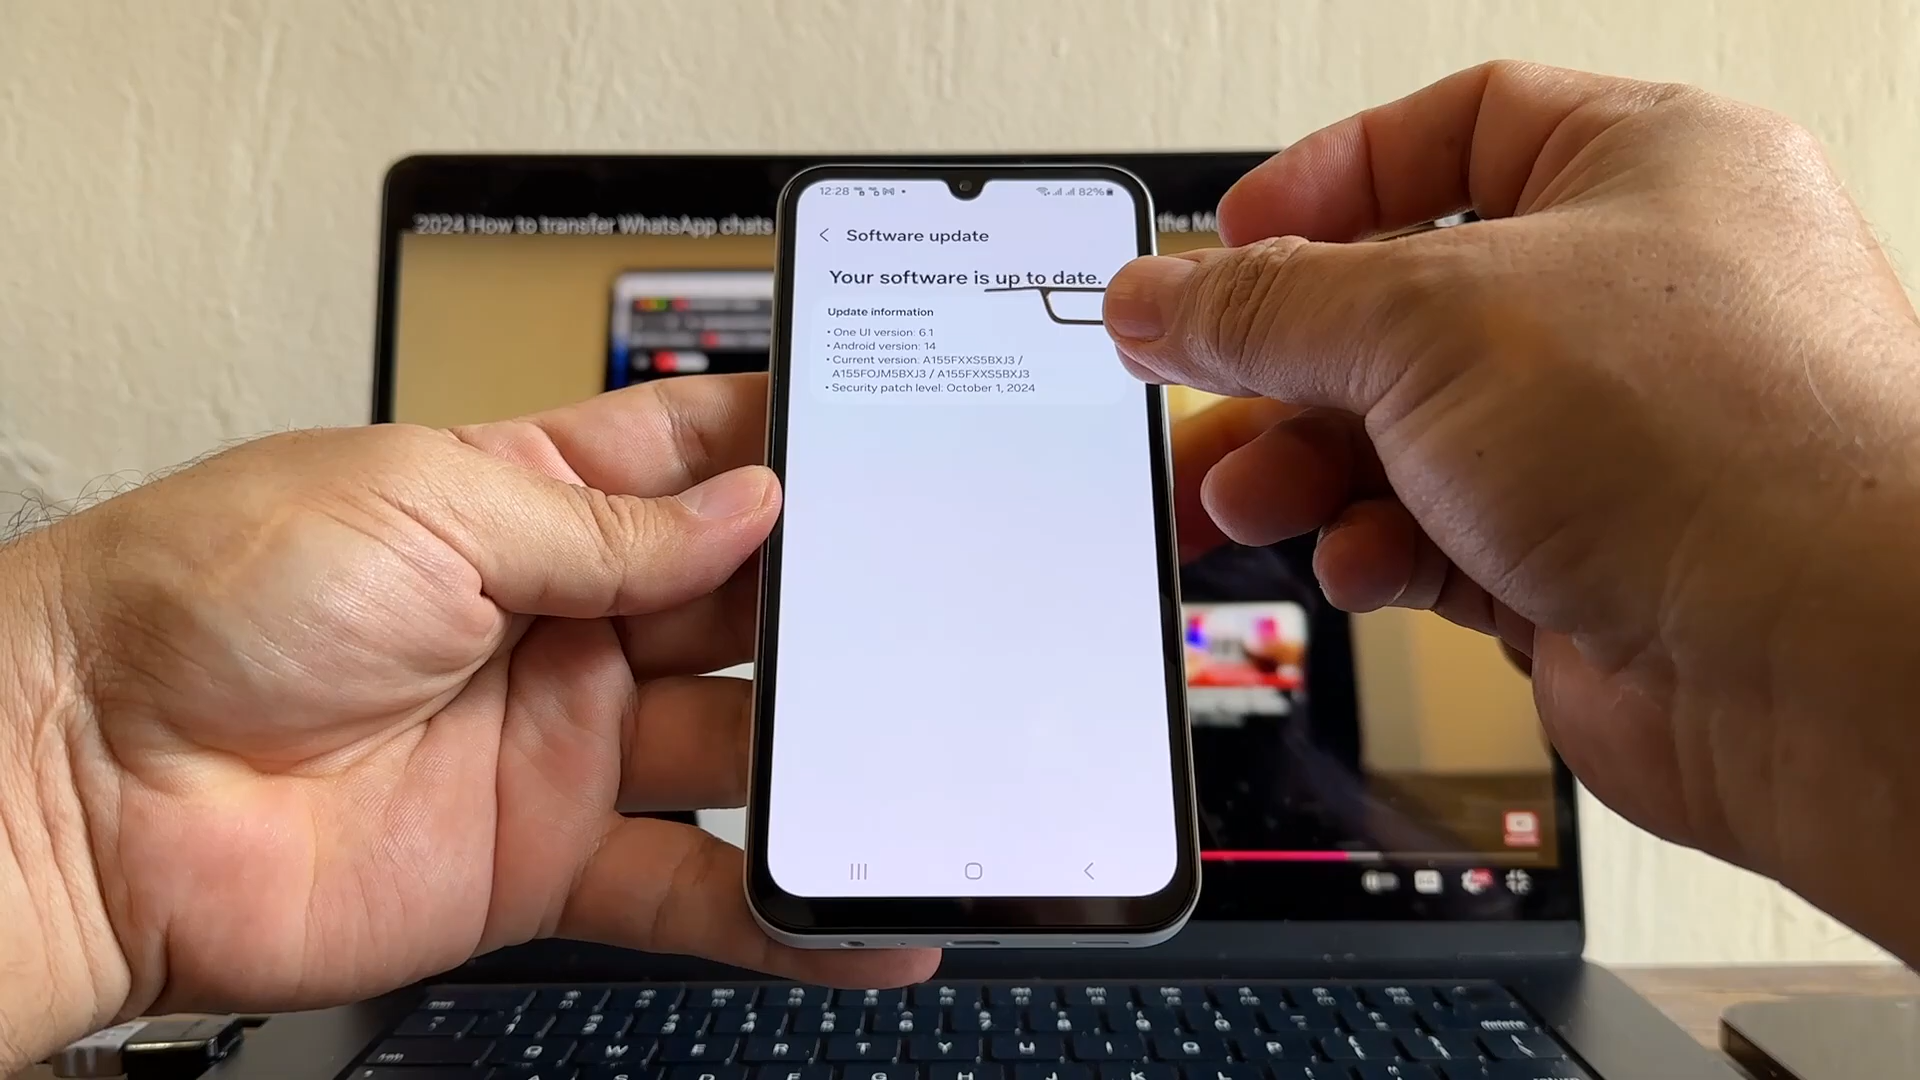 2024 How to transfer WhatsApp chats
the
12:28
82%
Software update
Your software is up to date.
Update information
• One UI version: 6.1
• Android version: 14
• Current version: A155FXXS5BXJ3 /
A155FOJM5BXJ3 / A155FXXS5BXJ3
• Security patch level: October 1, 2024
delete
tab
Q W E R T Y U I O P